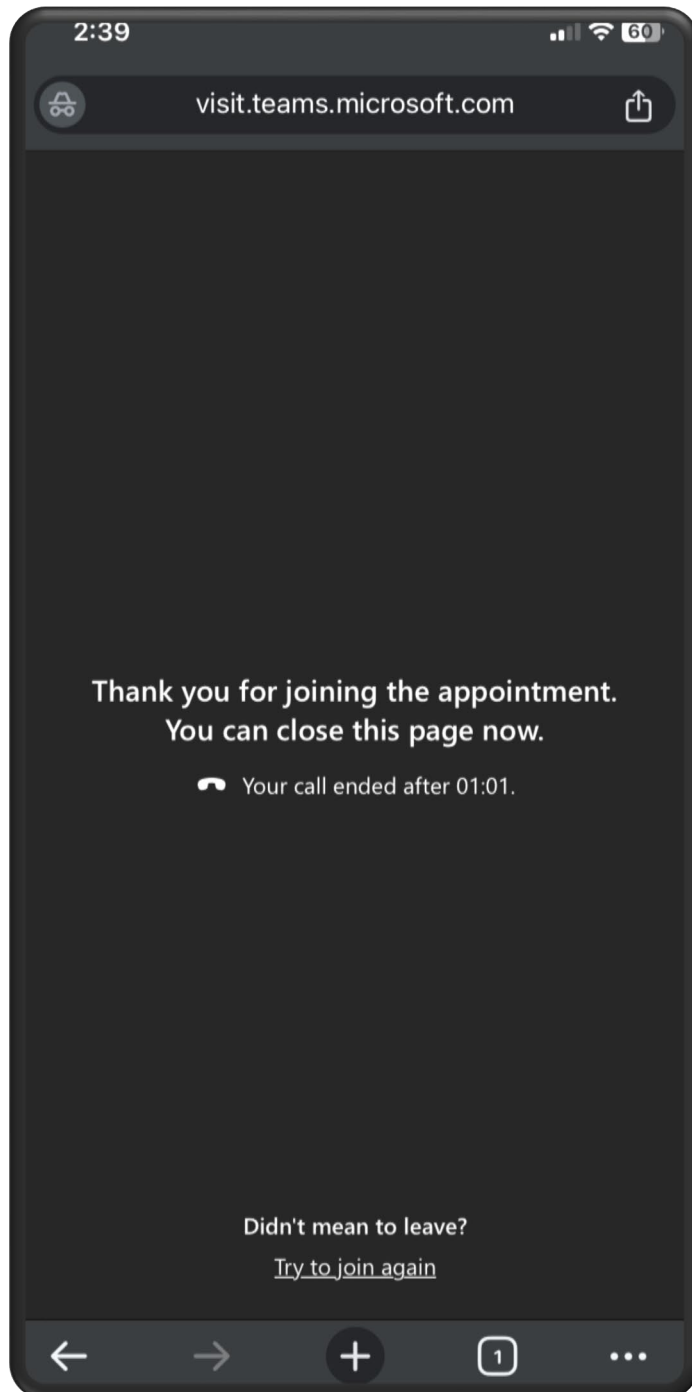 2:39
60
visit.teams.microsoft.com
Thank you for joining the appointment.
You can close this page now.
Your call ended after 01:01.
Didn't mean to leave?
Try to join again
1